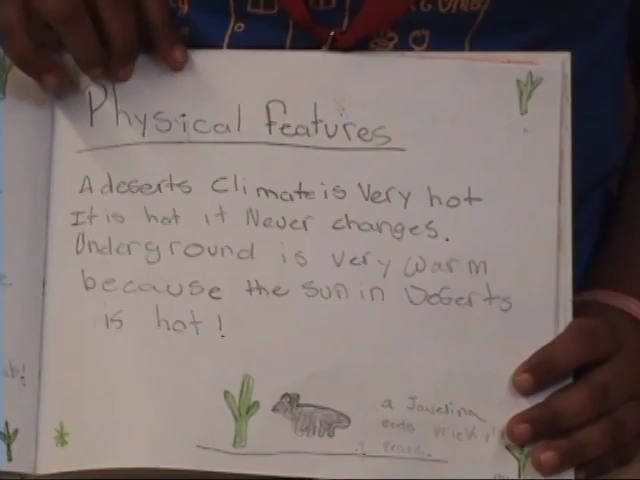 Physical features
A deserts Climate is Very hot
It is hot it Never changes.
Underground is very warm
because the sun in Deserts
is hot!
a Javelina
eats prickly